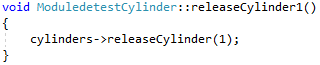 void ModuledetestCylinder::releaseCylinder1()
{
    cylinders->releaseCylinder(1);
}